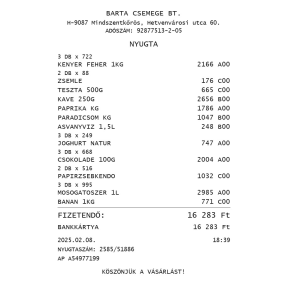 BARTA CSEMEGE BT.
H-9087 Mindszentkőrös, Hetvenvárosi utca 60.
ADÓSZÁM: 92877513-2-05
NYUGTA
3 DB x 722
KENYER FEHER 1KG 2166 A00
2 DB x 88
ZSEMLE 176 C00
TESZTA 500G 665 C00
KAVE 250G 2656 B00
PAPRIKA KG 1786 A00
PARADICSOM KG 1047 B00
ASVANYVIZ 1,5L 248 B00
3 DB x 249
JOGHURT NATUR 747 A00
3 DB x 668
CSOKOLADE 100G 2004 A00
2 DB x 516
PAPIRZSEBKENDO 1032 C00
3 DB x 995
MOSOGATOSZER 1L 2985 A00
BANAN 1KG 771 C00
FIZETENDŐ: 16 283 Ft
BANKKÁRTYA 16 283 Ft
2025.02.08. 18:39
NYUGTASZÁM: 2585/51886
AP A54977199
KÖSZÖNJÜK A VÁSÁRLÁST!